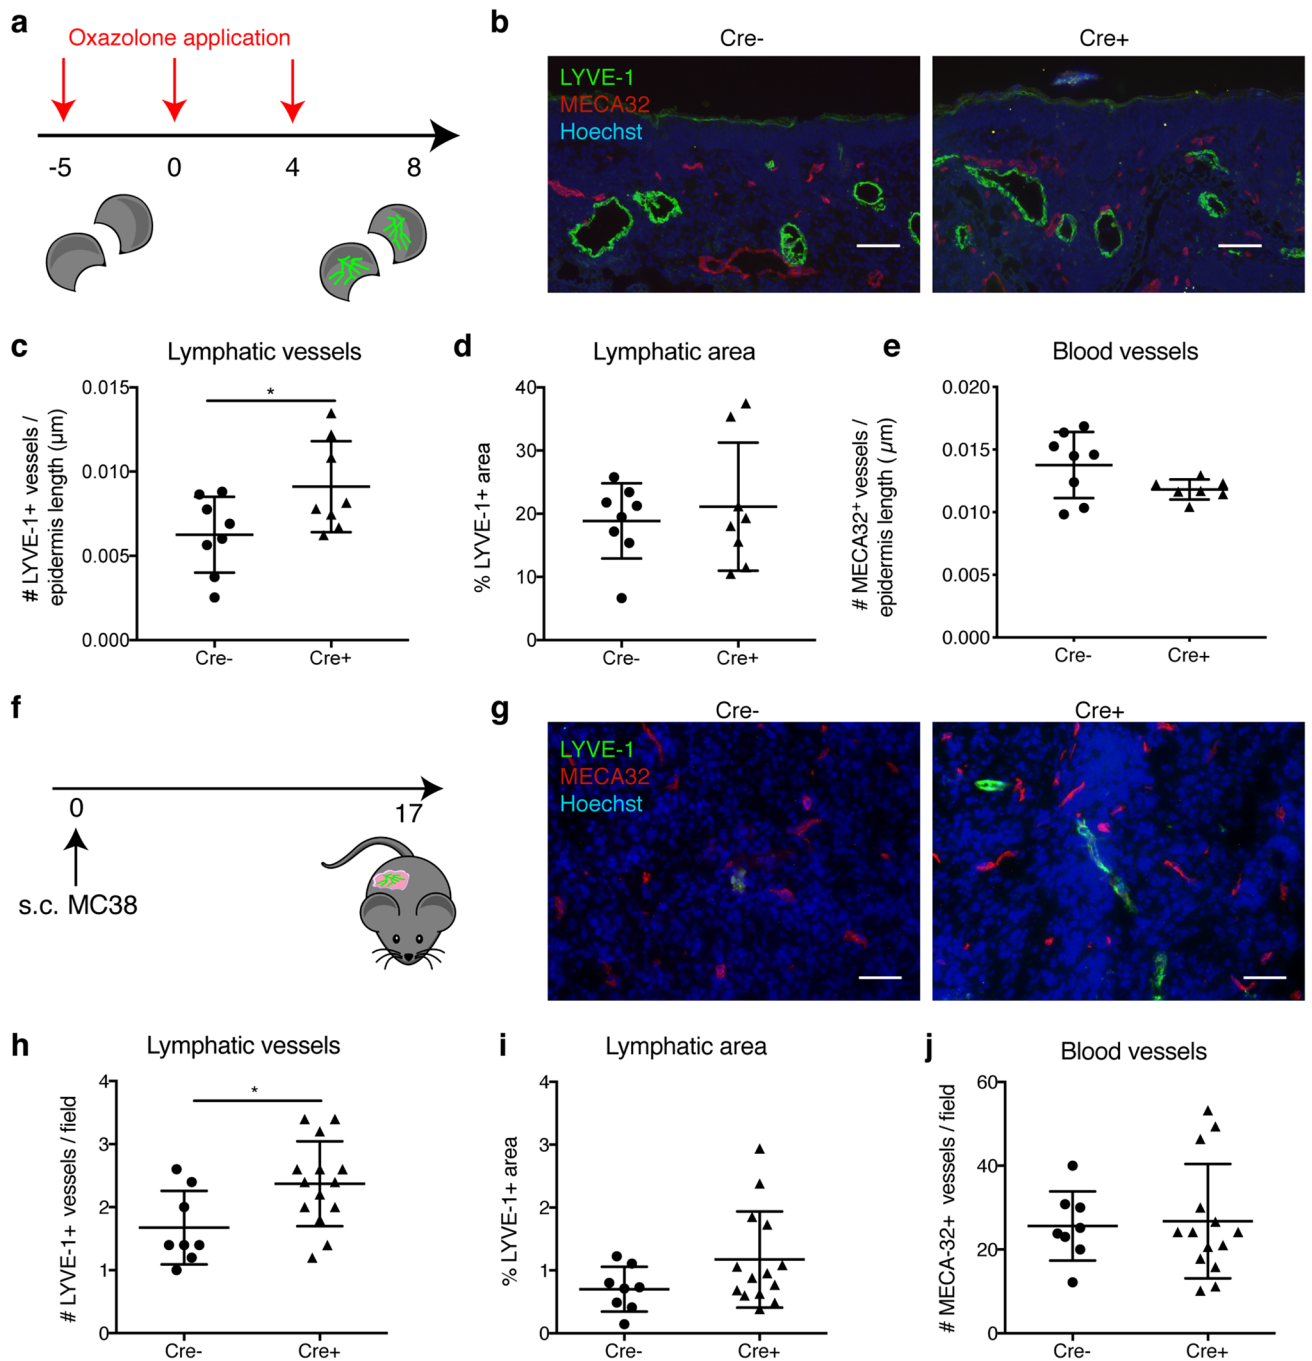 a
Oxazolone application
-5 0 4 8
b
Cre- Cre+
LYVE-1
MECA32
Hoechst
c
Lymphatic vessels
# LYVE-1+ vessels /
epidermis length (μm)
0.015
*
0.010
0.005
0.000
Cre- Cre+
d
Lymphatic area
% LYVE-1+ area
40
30
20
10
0
Cre- Cre+
e
Blood vessels
# MECA32⁺ vessels /
epidermis length ( μm)
0.020
0.015
0.010
0.005
0.000
Cre- Cre+
f
0 17
s.c. MC38
g
Cre- Cre+
LYVE-1
MECA32
Hoechst
h
Lymphatic vessels
# LYVE-1+ vessels / field
4
*
3
2
1
0
Cre- Cre+
i
Lymphatic area
% LYVE-1+ area
4
3
2
1
0
Cre- Cre+
j
Blood vessels
# MECA-32+ vessels / field
60
40
20
0
Cre- Cre+